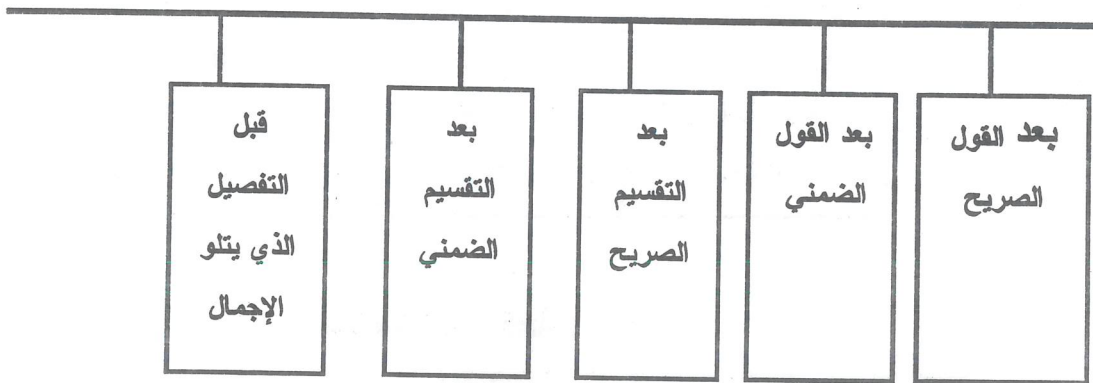 بعد القول
الصريح
بعد القول
الضمني
بعد
التقسيم
الصريح
بعد
التقسيم
الضمني
قبل
التفصيل
الذي يتلو
الإجمال